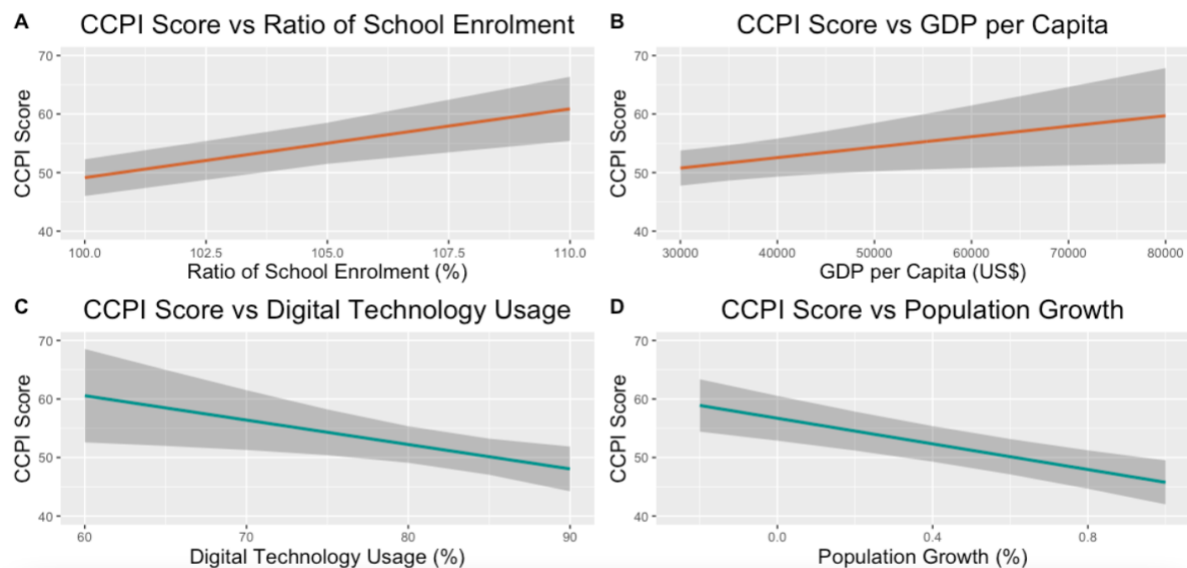 A CCPI Score vs Ratio of School Enrolment
70
60
50
40
CCPI Score
100.0 102.5 105.0 107.5 110.0
Ratio of School Enrolment (%)
B CCPI Score vs GDP per Capita
70
60
50
40
CCPI Score
30000 40000 50000 60000 70000 80000
GDP per Capita (US$)
C CCPI Score vs Digital Technology Usage
70
60
50
40
CCPI Score
60 70 80 90
Digital Technology Usage (%)
D CCPI Score vs Population Growth
70
60
50
40
CCPI Score
0.0 0.4 0.8
Population Growth (%)